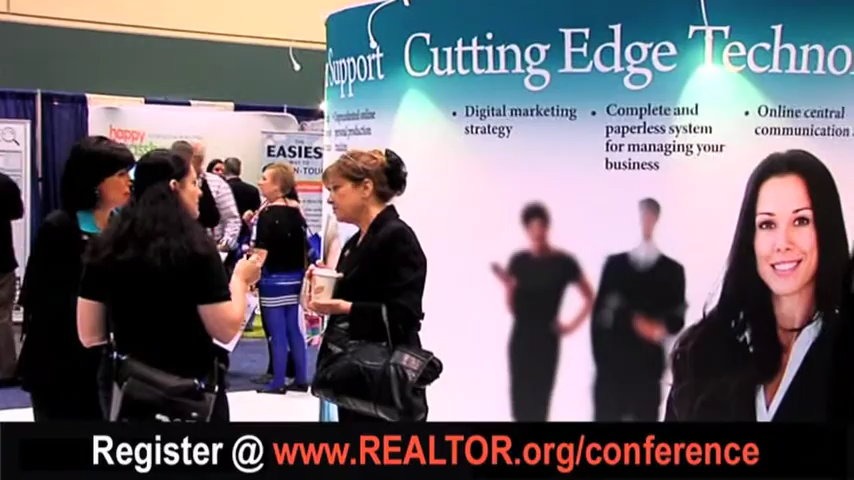 Support
Cutting Edge Techno
• Digital marketing
strategy
• Complete and
paperless system
for managing your
business
• Online central
communication
happy
EASIES
N-TOUC
Register @ www.REALTOR.org/conference